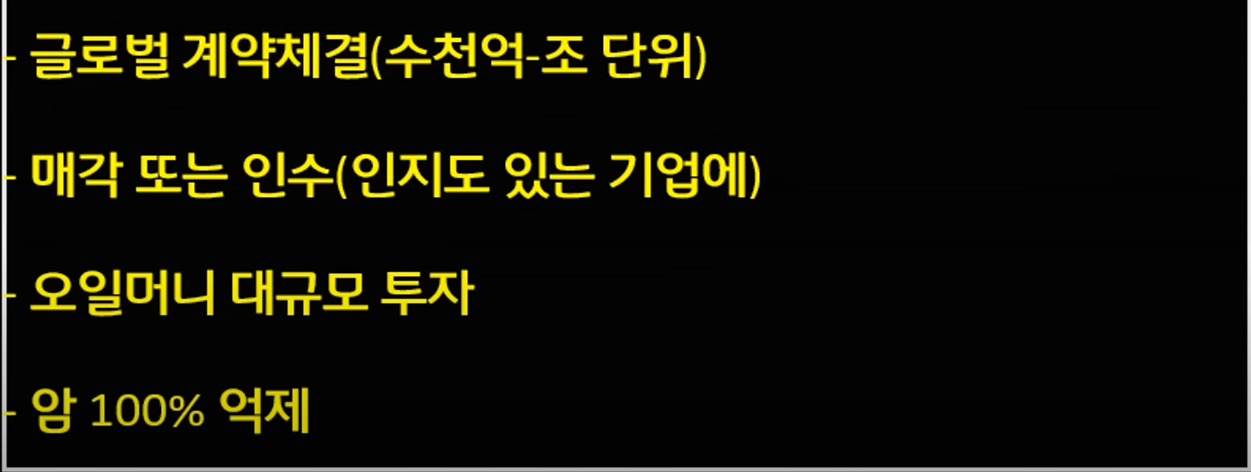 - 글로벌 계약체결(수천억-조 단위)
- 매각 또는 인수(인지도 있는 기업에)
- 오일머니 대규모 투자
- 암 100% 억제